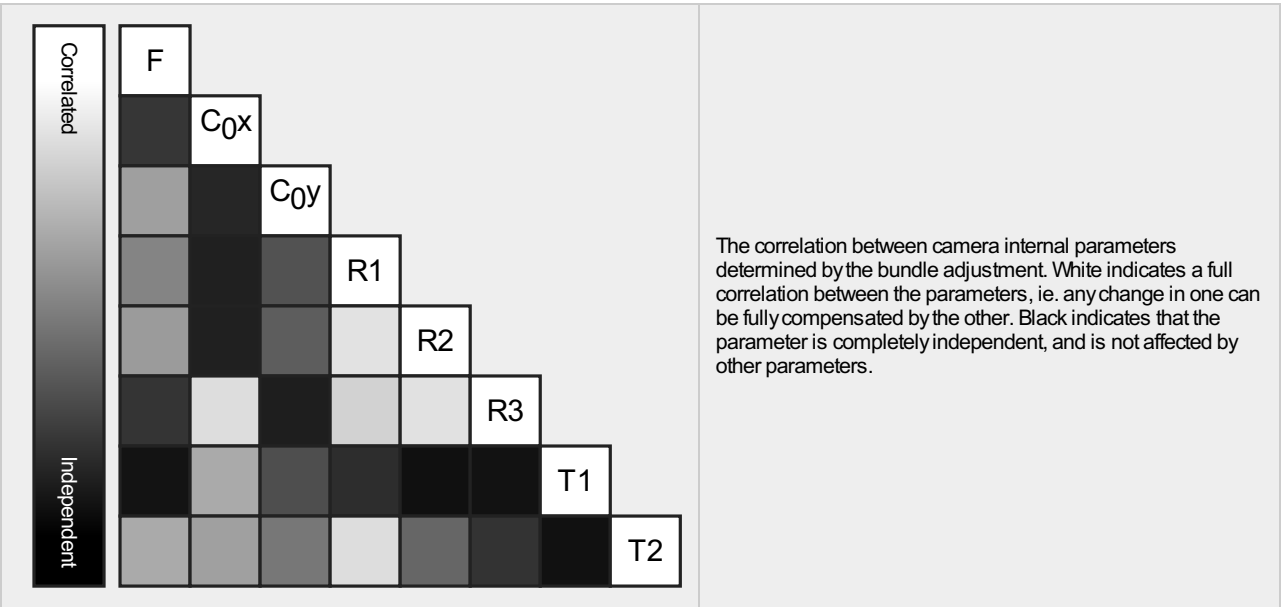 Correlated
Independent
F
C0x
C0y
R1
R2
R3
T1
T2
The correlation between camera internal parameters
determined by the bundle adjustment. White indicates a full
correlation between the parameters, ie. any change in one can
be fully compensated by the other. Black indicates that the
parameter is completely independent, and is not affected by
other parameters.